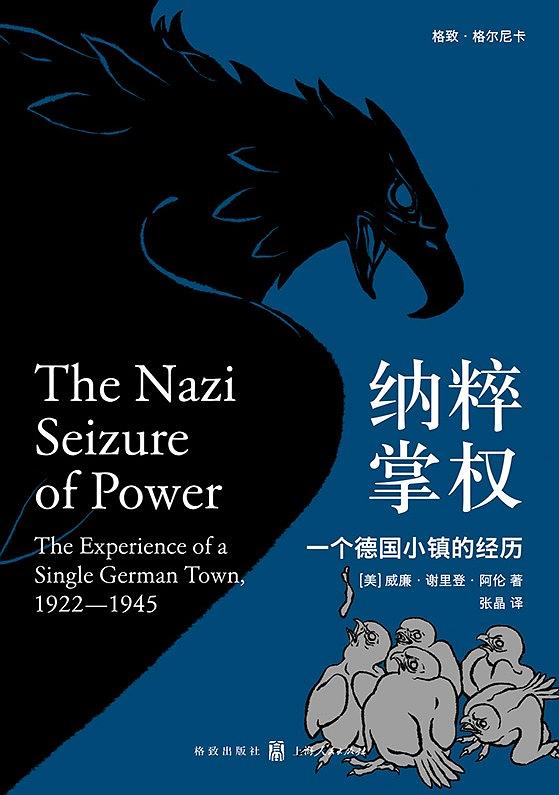 格致·格尔尼卡
The Nazi
Seizure
of Power
The Experience of a
Single German Town,
1922—1945
纳粹
掌权
一个德国小镇的经历
[美]威廉·谢里登·阿伦 著
张晶 译
格致出版社 上海人民出版社